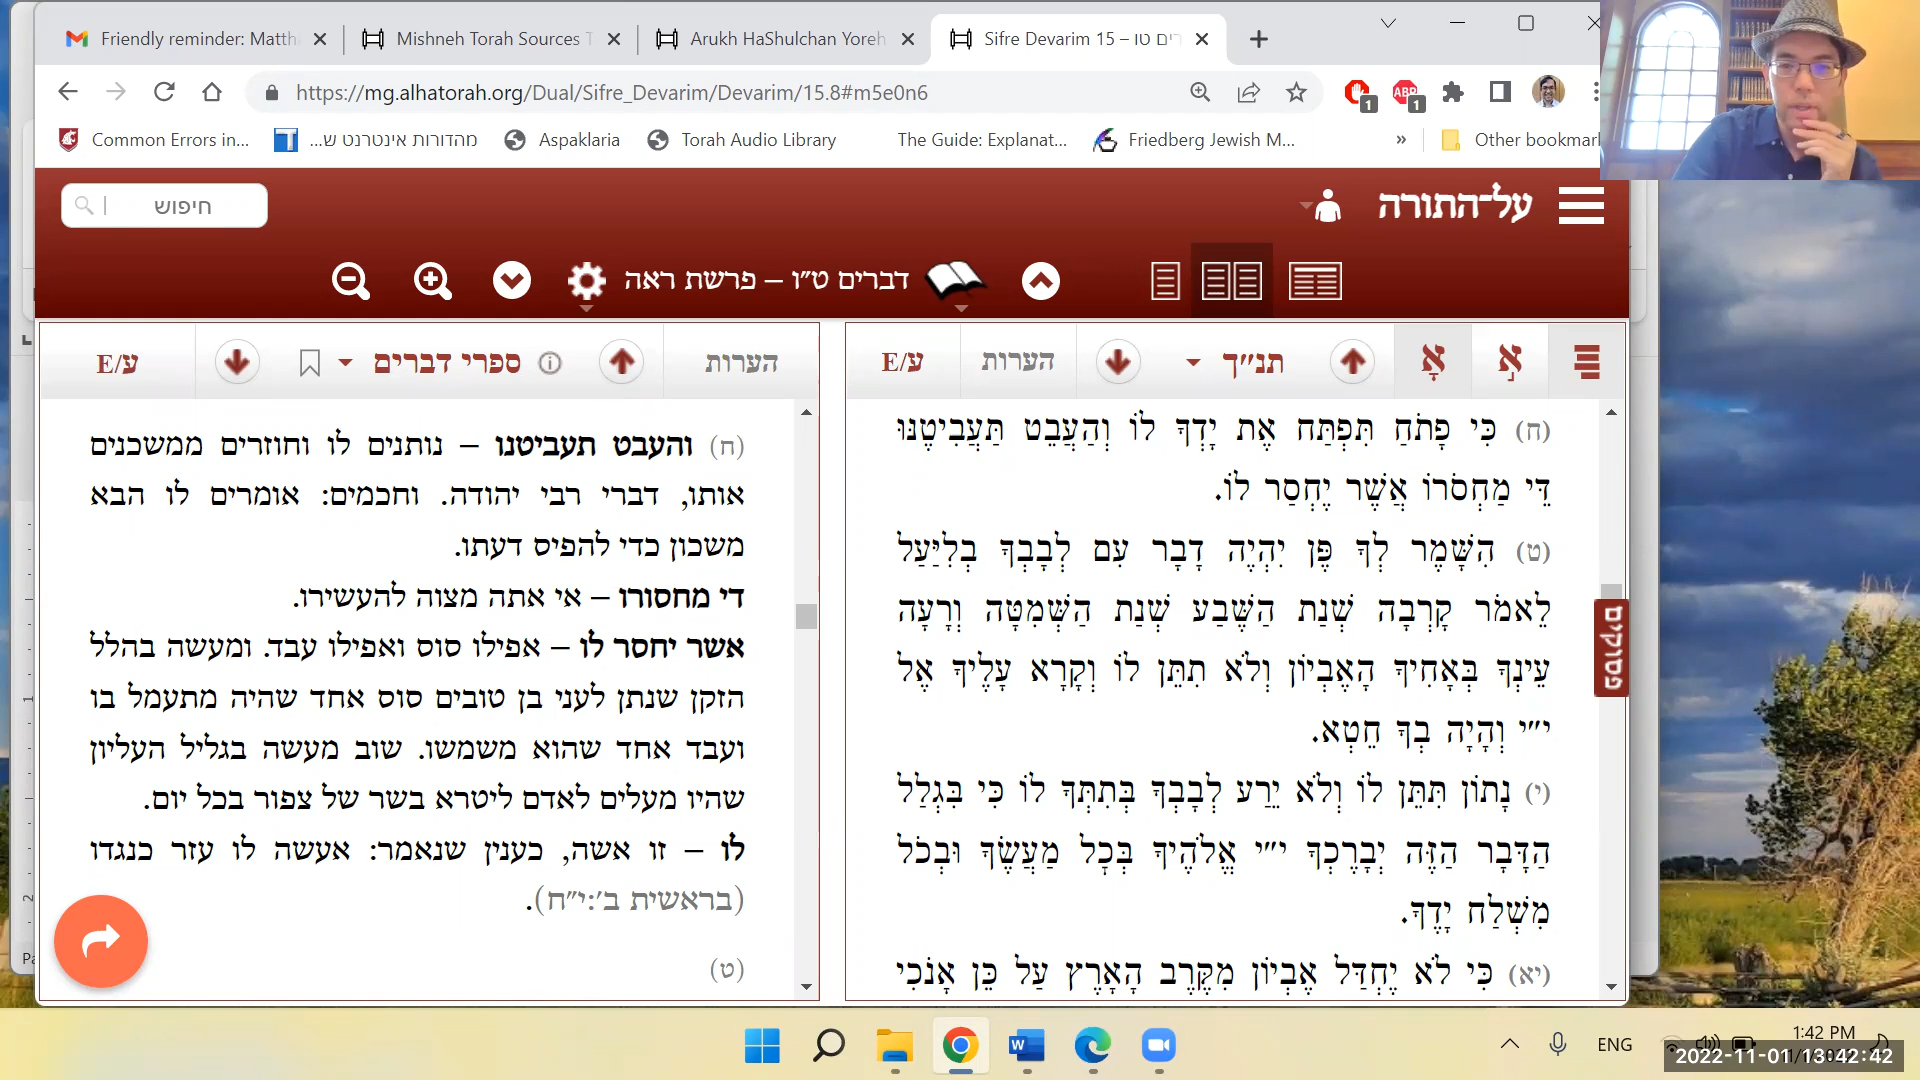 Friendly reminder: Matth
Mishneh Torah Sources T
Arukh HaShulchan Yoreh
Sifre Devarim 15 – דברים טו
https://mg.alhatorah.org/Dual/Sifre_Devarim/Devarim/15.8#m5e0n6
1
ABP
1
Common Errors in...
מהדורות אינטרנט ש...
Aspaklaria
Torah Audio Library
The Guide: Explanat...
Friedberg Jewish M...
»
Other bookmar
חיפוש
על־התורה
דברים ט״ו – פרשת ראה
תנ״ך
הערות
ע/E
הערות
ספרי דברים
ע/E
(ח) כִּי פָתֹחַ תִּפְתַּח אֶת יָדְךָ לוֹ וְהַעֲבֵט תַּעֲבִיטֶנּוּ
דֵּי מַחְסֹרוֹ אֲשֶׁר יֶחְסַר לוֹ.
(ט) הִשָּׁמֶר לְךָ פֶּן יִהְיֶה דָבָר עִם לְבָבְךָ בְלִיַּעַל
לֵאמֹר קָרְבָה שְׁנַת הַשֶּׁבַע שְׁנַת הַשְּׁמִטָּה וְרָעָה
עֵינְךָ בְּאָחִיךָ הָאֶבְיוֹן וְלֹא תִתֵּן לוֹ וְקָרָא עָלֶיךָ אֶל
י״י וְהָיָה בְךָ חֵטְא.
(י) נָתוֹן תִּתֵּן לוֹ וְלֹא יֵרַע לְבָבְךָ בְּתִתְּךָ לוֹ כִּי בִּגְלַל
הַדָּבָר הַזֶּה יְבָרֶכְךָ י״י אֱלֹהֶיךָ בְּכׇל מַעֲשֶׂךָ וּבְכֹל
מִשְׁלַח יָדֶךָ.
(יא) כִּי לֹא יֶחְדַּל אֶבְיוֹן מִקֶּרֶב הָאָרֶץ עַל כֵּן אָנֹכִי
פסוקים
(ח) והעבט תעביטנו – נותנים לו וחוזרים וממשכנים
אותו, דברי רבי יהודה. וחכמים: אומרים לו הבא
משכון כדי להפיס דעתו.
די מחסורו – אי אתה מצוה להעשירו.
אשר יחסר לו – אפילו סוס ואפילו עבד. ומעשה בהלל
הזקן שנתן לעני בן טובים סוס אחד שהיה מתעמל בו
ועבד אחד שהוא משמשו. שוב מעשה בגליל העליון
שהיו מעלים לאדם ליטרא בשר של צפור בכל יום.
לו – זו אשה, כענין שנאמר: אעשה לו עזר כנגדו
(בראשית ב׳:י״ח).
(ט)
ENG
1:42 PM
2022-11-01 13:42:42